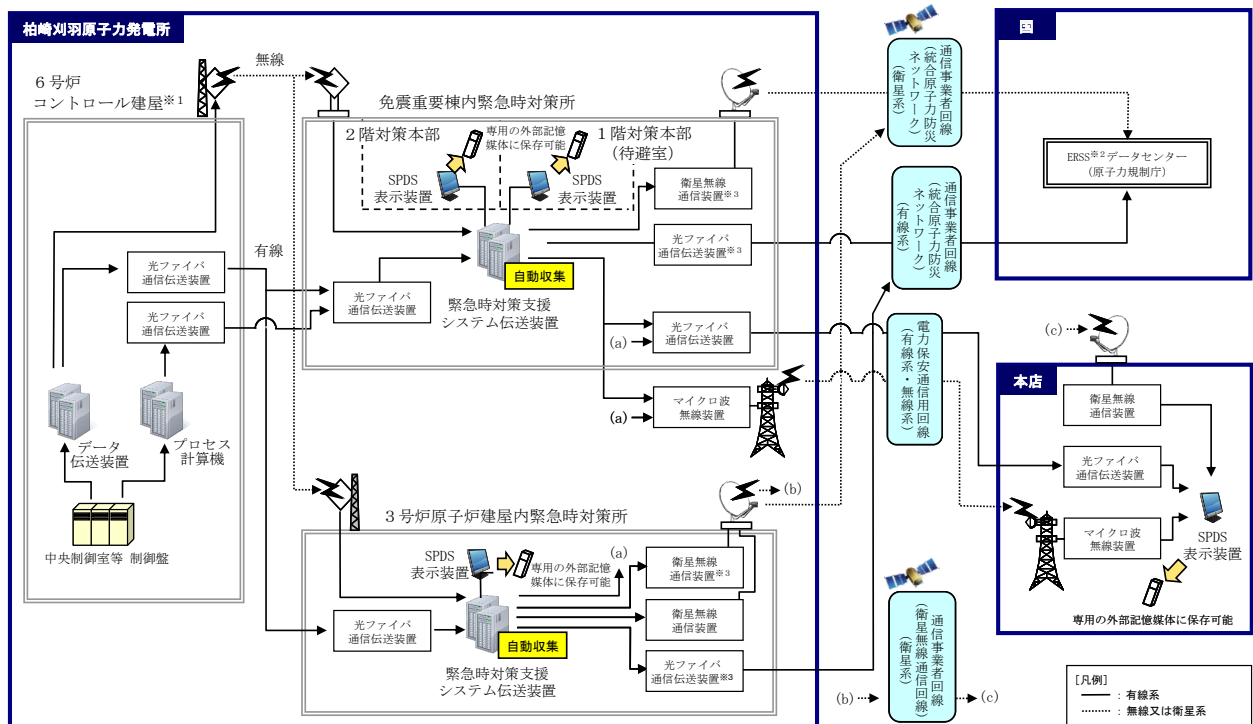 柏崎刈羽原子力発電所
6号炉
コントロール建屋※1
無線
有線
光ファイバ
通信伝送装置
光ファイバ
通信伝送装置
データ
伝送装置
プロセス
計算機
中央制御室等 制御盤
免震重要棟内緊急時対策所
2階対策本部
専用の外部記憶
媒体に保存可能
1階対策本部
(待避室)
SPDS
表示装置
SPDS
表示装置
衛星無線
通信装置※3
光ファイバ
通信伝送装置※3
自動収集
光ファイバ
通信伝送装置
緊急時対策支援
システム伝送装置
(a)
光ファイバ
通信伝送装置
(a)
マイクロ波
無線装置
3号炉原子炉建屋内緊急時対策所
(b)
SPDS
表示装置
専用の外部記憶
媒体に保存可能
(a)
衛星無線
通信装置※3
衛星無線
通信装置
光ファイバ
通信伝送装置
自動収集
緊急時対策支援
システム伝送装置
光ファイバ
通信伝送装置※3
通信事業者回線
(統合原子力防災
ネットワーク)
(衛星系)
通信事業者回線
(統合原子力防災
ネットワーク)
(有線系)
電力保安通信用回線
(有線系・無線系)
通信事業者回線
(衛星無線通信回線)
(衛星系)
(b)
(c)
国
ERSS※2データセンター
(原子力規制庁)
(c)
本店
衛星無線
通信装置
光ファイバ
通信伝送装置
マイクロ波
無線装置
SPDS
表示装置
専用の外部記憶媒体に保存可能
[凡例]
:有線系
:無線又は衛星系